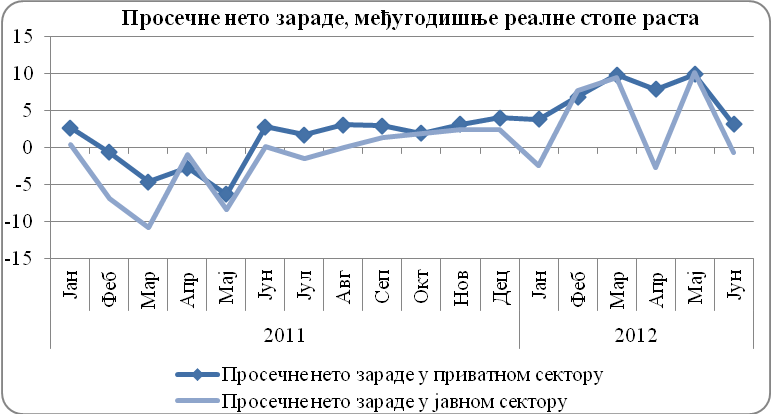 Просечне нето зараде, међугодишње реалне стопе раста
15
10
5
0
-5
-10
-15
Јан Феб Мар Апр Мај Јун Јул Авг Сеп Окт Нов Дец Јан Феб Мар Апр Мај Јун
2011 2012
Просечне нето зараде у приватном сектору
Просечне нето зараде у јавном сектору